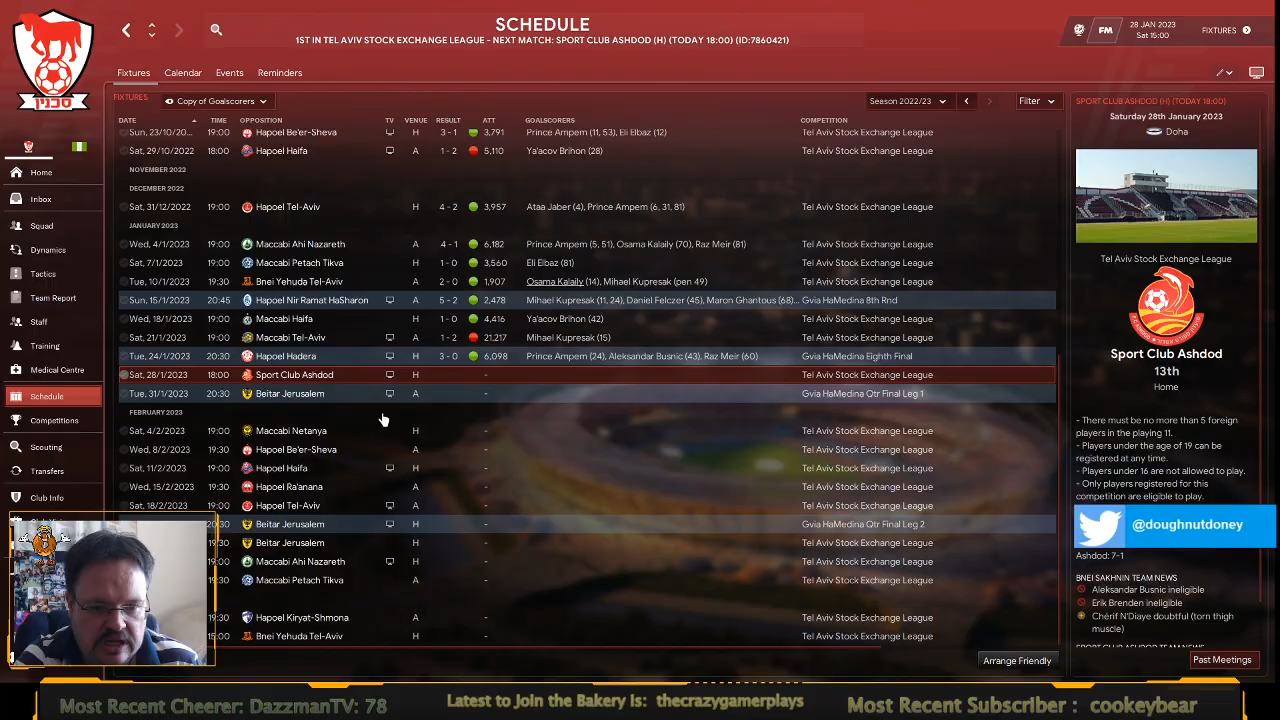 SCHEDULE
1ST IN TEL AVIV STOCK EXCHANGE LEAGUE - NEXT MATCH: SPORT CLUB ASHDOD (H) (TODAY 18:00) (ID:7860421)
28 JAN 2023
Sat 15:00
FM
FIXTURES
סכנין
Fixtures Calendar Events Reminders
FIXTURES
Copy of Goalscorers
Season 2022/23
Filter
DATE TIME OPPOSITION TV VENUE RESULT ATT GOALSCORERS COMPETITION
Sun, 23/10/20... 19:00 Hapoel Be'er-Sheva H 3 - 1 3,791 Prince Ampem (11, 53), Eli Elbaz (12) Tel Aviv Stock Exchange League
Sat, 29/10/2022 18:00 Hapoel Haifa A 1 - 2 5,110 Ya'acov Brihon (28) Tel Aviv Stock Exchange League
NOVEMBER 2022
DECEMBER 2022
Sat, 31/12/2022 19:00 Hapoel Tel-Aviv H 4 - 2 3,957 Ataa Jaber (4), Prince Ampem (6, 31, 81) Tel Aviv Stock Exchange League
JANUARY 2023
Wed, 4/1/2023 19:00 Maccabi Ahi Nazareth A 4 - 1 6,182 Prince Ampem (5, 51), Osama Kalaily (70), Raz Meir (81) Tel Aviv Stock Exchange League
Sat, 7/1/2023 19:00 Maccabi Petach Tikva H 1 - 0 3,560 Eli Elbaz (81) Tel Aviv Stock Exchange League
Tue, 10/1/2023 19:00 Bnei Yehuda Tel-Aviv A 2 - 0 1,907 Osama Kalaily (14), Mihael Kupresak (pen 49) Tel Aviv Stock Exchange League
Sun, 15/1/2023 20:45 Hapoel Nir Ramat HaSharon A 5 - 2 2,478 Mihael Kupresak (11, 24), Daniel Felczer (45), Maron Ghantous (68)... Gvia HaMedina 8th Rnd
Wed, 18/1/2023 19:00 Maccabi Haifa H 1 - 0 4,416 Ya'acov Brihon (42) Tel Aviv Stock Exchange League
Sat, 21/1/2023 19:00 Maccabi Tel-Aviv A 1 - 2 21,217 Mihael Kupresak (15) Tel Aviv Stock Exchange League
Tue, 24/1/2023 20:30 Hapoel Hadera H 3 - 0 6,098 Prince Ampem (24), Aleksandar Busnic (43), Raz Meir (60) Gvia HaMedina Eighth Final
Sat, 28/1/2023 18:00 Sport Club Ashdod H - Tel Aviv Stock Exchange League
Tue, 31/1/2023 20:30 Beitar Jerusalem A - Gvia HaMedina Qtr Final Leg 1
FEBRUARY 2023
Sat, 4/2/2023 19:00 Maccabi Netanya H - Tel Aviv Stock Exchange League
Wed, 8/2/2023 19:30 Hapoel Be'er-Sheva A - Tel Aviv Stock Exchange League
Sat, 11/2/2023 19:00 Hapoel Haifa H - Tel Aviv Stock Exchange League
Wed, 15/2/2023 19:30 Hapoel Ra'anana A - Tel Aviv Stock Exchange League
Sat, 18/2/2023 19:00 Hapoel Tel-Aviv A - Tel Aviv Stock Exchange League
20:30 Beitar Jerusalem H - Gvia HaMedina Qtr Final Leg 2
19:30 Beitar Jerusalem H - Tel Aviv Stock Exchange League
19:00 Maccabi Ahi Nazareth H - Tel Aviv Stock Exchange League
19:30 Maccabi Petach Tikva A - Tel Aviv Stock Exchange League
19:30 Hapoel Kiryat-Shmona A - Tel Aviv Stock Exchange League
15:00 Bnei Yehuda Tel-Aviv H - Tel Aviv Stock Exchange League
Arrange Friendly
Home
Inbox
Squad
Dynamics
Tactics
Team Report
Staff
Training
Medical Centre
Schedule
Competitions
Scouting
Transfers
Club Info
SPORT CLUB ASHDOD (H) (TODAY 18:00)
Saturday 28th January 2023
Doha
Tel Aviv Stock Exchange League
Sport Club Ashdod
13th
Home
- There must be no more than 5 foreign
players in the playing 11.
- Players under the age of 19 can be
registered at any time.
- Players under 16 are not allowed to play.
- Only players registered for this
competition are eligible to play.
@doughnutdoney
Ashdod: 7-1
BNEI SAKHNIN TEAM NEWS
Aleksandar Busnic ineligible
Erik Brenden ineligible
Chérif N'Diaye doubtful (torn thigh
muscle)
Past Meetings
Most Recent Cheerer: DazzmanTV: 78
Latest to Join the Bakery is: thecrazygamerplays
Most Recent Subscriber : cookeybear